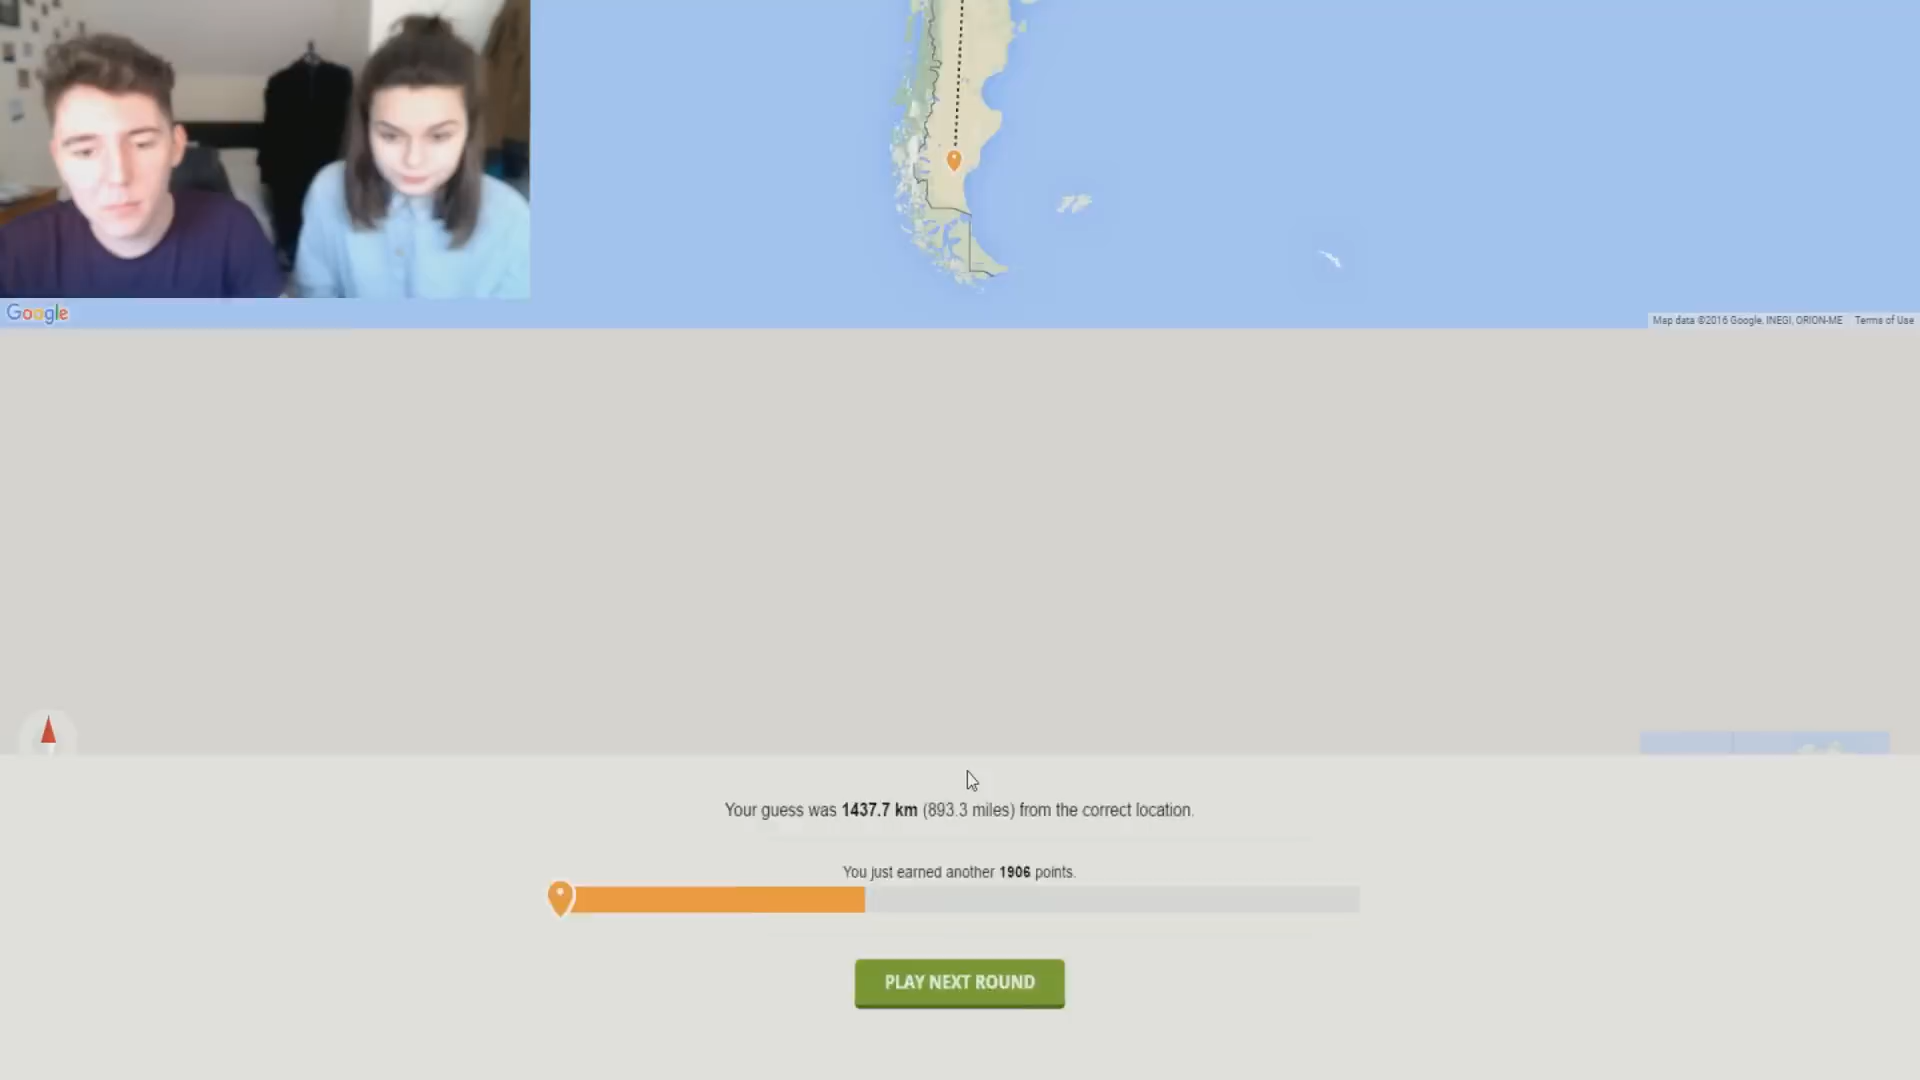 Google
Map data ©2016 Google, INEGI, ORION-ME Terms of Use
Your guess was 1437.7 km (893.3 miles) from the correct location.
You just earned another 1906 points.
PLAY NEXT ROUND